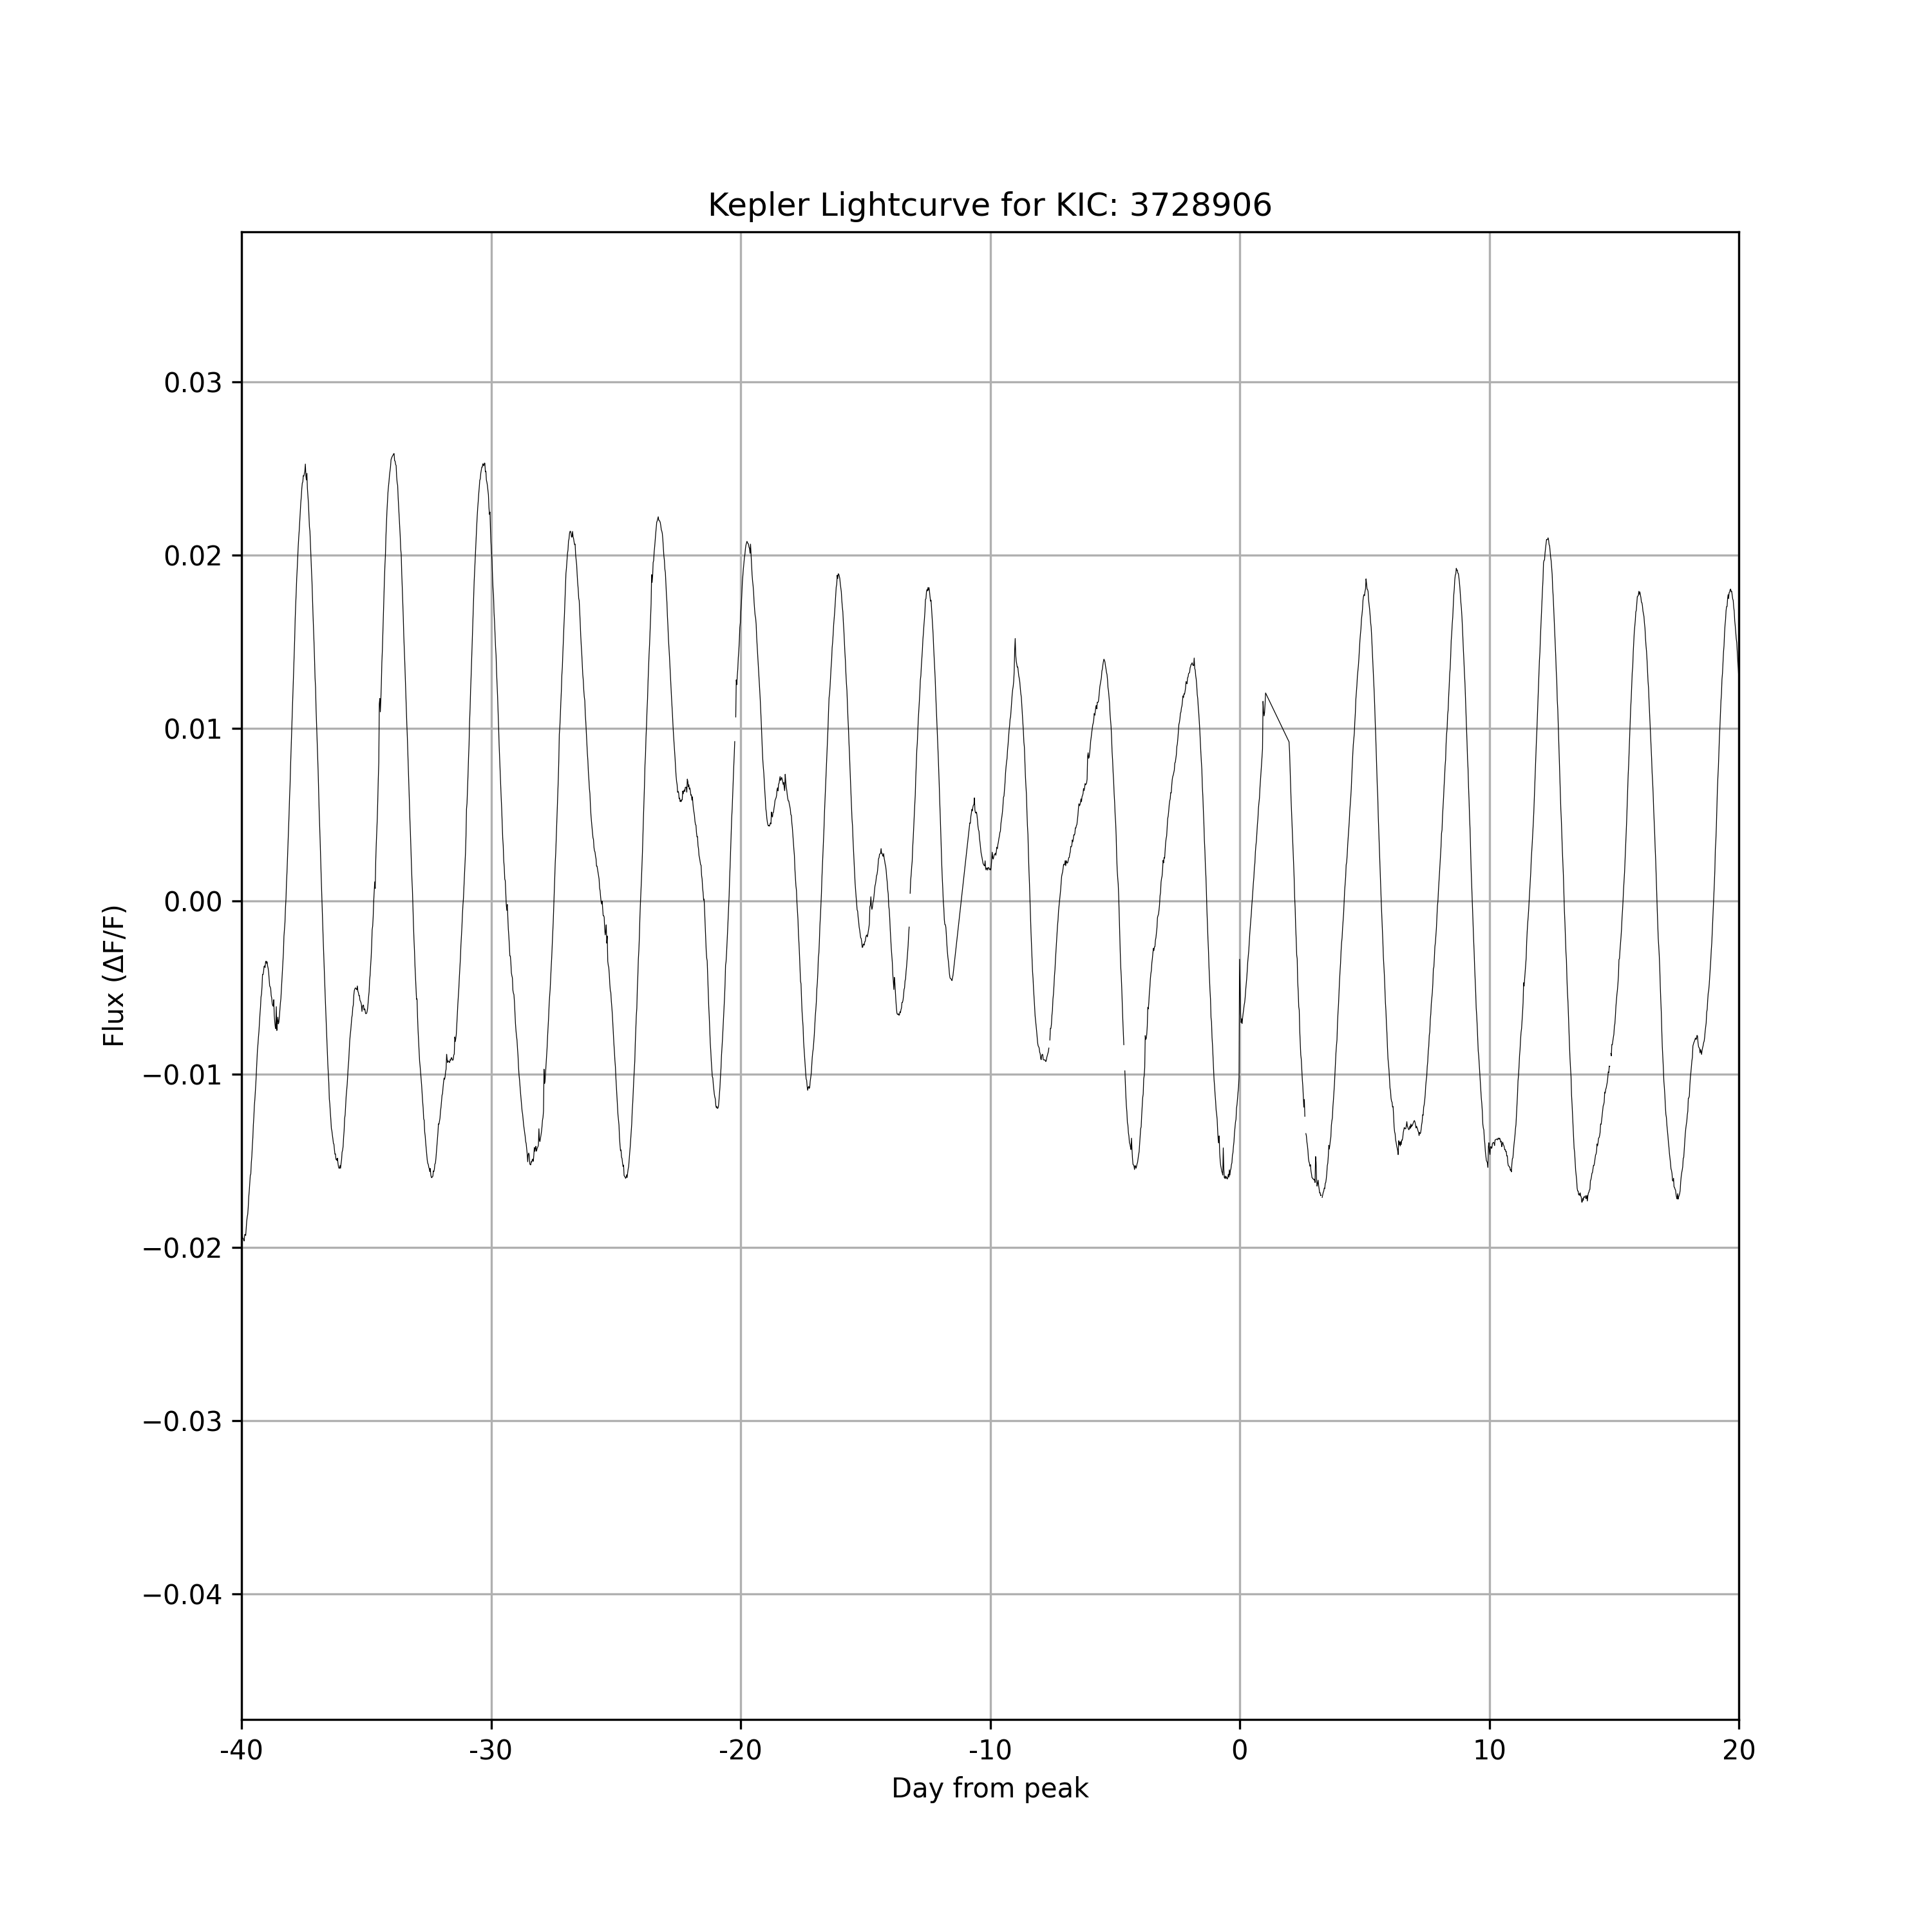 Kepler Lightcurve for KIC: 3728906
0.03
0.02
0.01
0.00
−0.01
−0.02
−0.03
−0.04
Flux (ΔF/F)
-40 -30 -20 -10 0 10 20
Day from peak